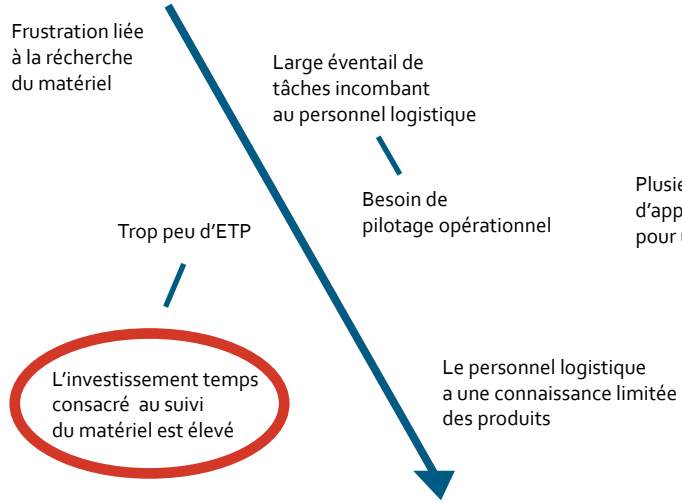 Frustration liée
à la récherche
du matériel
Large éventail de
tâches incombant
au personnel logistique
Besoin de
pilotage opérationnel
Trop peu d'ETP
pour
L'investissement temps
consacré au suivi
du matériel est élevé
Le personnel logistique
a une connaissance limitée
des produits